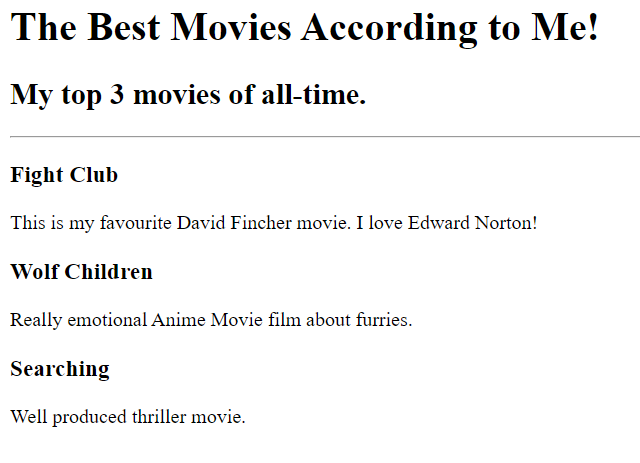 The Best Movies According to Me!
My top 3 movies of all-time.
Fight Club
This is my favourite David Fincher movie. I love Edward Norton!
Wolf Children
Really emotional Anime Movie film about furries.
Searching
Well produced thriller movie.